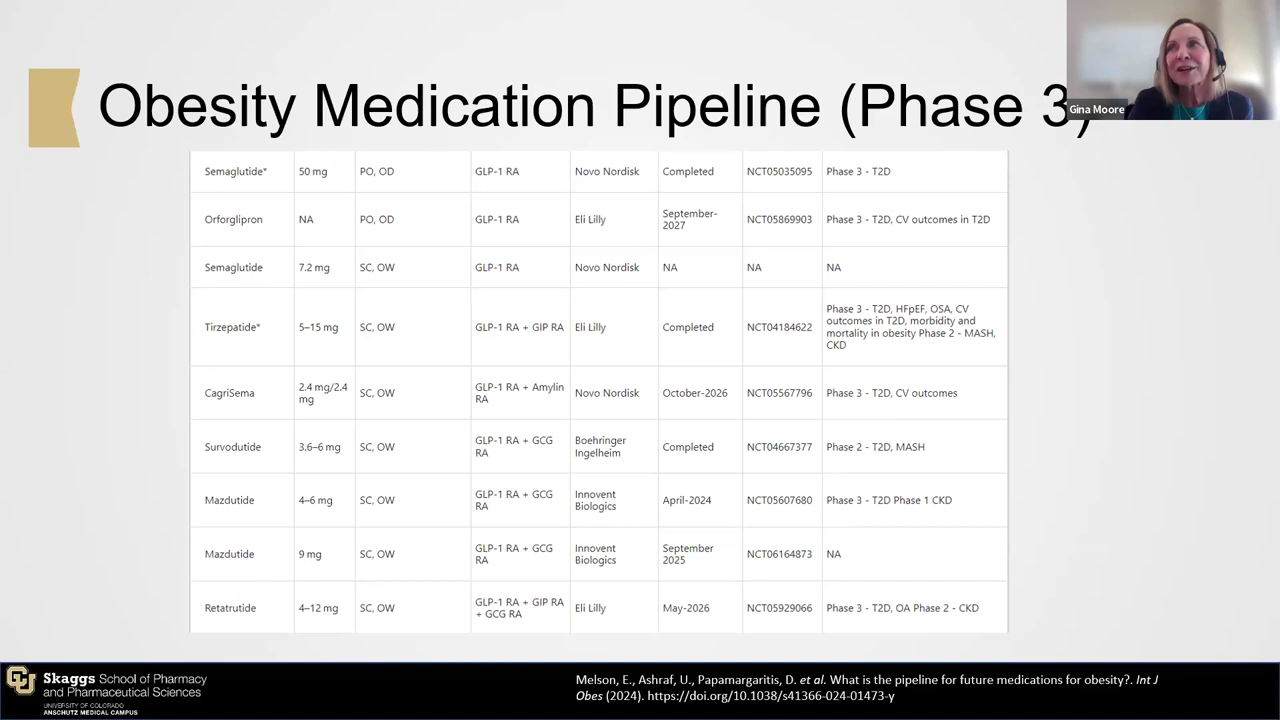 Obesity Medication Pipeline (Phase 3)
Gina Moore
Semaglutide* 50 mg PO, OD GLP-1 RA Novo Nordisk Completed NCT05035095 Phase 3 - T2D
Orforglipron NA PO, OD GLP-1 RA Eli Lilly September-
2027 NCT05869903 Phase 3 - T2D, CV outcomes in T2D
Semaglutide 7.2 mg SC, OW GLP-1 RA Novo Nordisk NA NA NA
Tirzepatide* 5–15 mg SC, OW GLP-1 RA + GIP RA Eli Lilly Completed NCT04184622 Phase 3 - T2D, HFpEF, OSA, CV
outcomes in T2D, morbidity and
mortality in obesity Phase 2 - MASH,
CKD
CagriSema 2.4 mg/2.4
mg SC, OW GLP-1 RA + Amylin
RA Novo Nordisk October-2026 NCT05567796 Phase 3 - T2D, CV outcomes
Survodutide 3.6–6 mg SC, OW GLP-1 RA + GCG
RA Boehringer
Ingelheim Completed NCT04667377 Phase 2 - T2D, MASH
Mazdutide 4–6 mg SC, OW GLP-1 RA + GCG
RA Innovent
Biologics April-2024 NCT05607680 Phase 3 - T2D Phase 1 CKD
Mazdutide 9 mg SC, OW GLP-1 RA + GCG
RA Innovent
Biologics September
2025 NCT06164873 NA
Retatrutide 4–12 mg SC, OW GLP-1 RA + GIP RA
+ GCG RA Eli Lilly May-2026 NCT05929066 Phase 3 - T2D, OA Phase 2 - CKD
CU
Skaggs School of Pharmacy
and Pharmaceutical Sciences
UNIVERSITY OF COLORADO
ANSCHUTZ MEDICAL CAMPUS
Melson, E., Ashraf, U., Papamargaritis, D. et al. What is the pipeline for future medications for obesity?. Int J
Obes (2024). https://doi.org/10.1038/s41366-024-01473-y